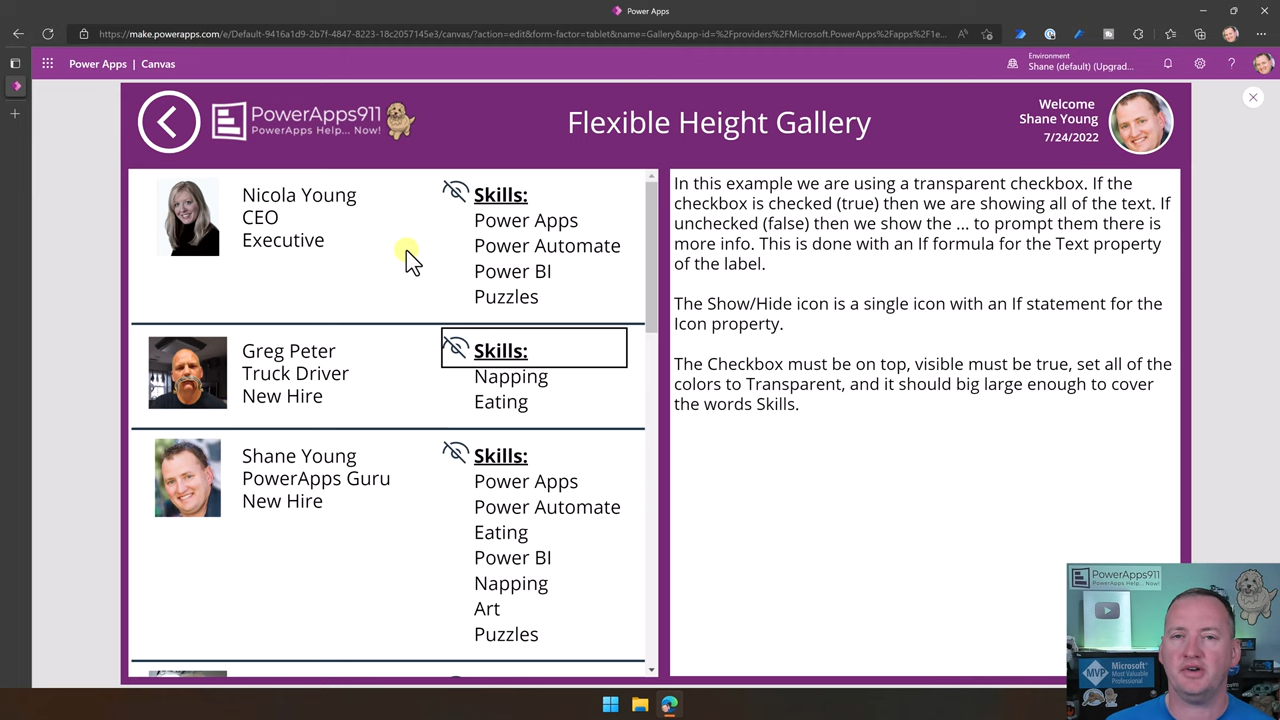 Power Apps
https://make.powerapps.com/e/Default-9416a1d9-2b7f-4847-8223-18c2057145e3/canvas/?action=edit&form-factor=tablet&name=Gallery&app-id=%2Fproviders%2FMicrosoft.PowerApps%2Fapps%2F1e...
Power Apps | Canvas
Environment
Shane (default) (Upgrad...
PowerApps911
PowerApps Help... Now!
Flexible Height Gallery
Welcome
Shane Young
7/24/2022
Nicola Young
CEO
Executive
Skills:
Power Apps
Power Automate
Power BI
Puzzles
Greg Peter
Truck Driver
New Hire
Skills:
Napping
Eating
Shane Young
PowerApps Guru
New Hire
Skills:
Power Apps
Power Automate
Eating
Power BI
Napping
Art
Puzzles
In this example we are using a transparent checkbox. If the
checkbox is checked (true) then we are showing all of the text. If
unchecked (false) then we show the ... to prompt them there is
more info. This is done with an If formula for the Text property
of the label.
The Show/Hide icon is a single icon with an If statement for the
Icon property.
The Checkbox must be on top, visible must be true, set all of the
colors to Transparent, and it should big large enough to cover
the words Skills.
PowerApps911
PowerApps Help... Now!
Microsoft
MVP
Most Valuable
Professional